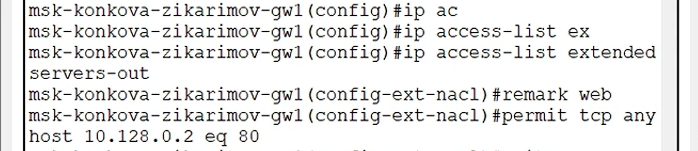 msk-konkova-zikarimov-gw1(config)#ip ac
msk-konkova-zikarimov-gw1(config)#ip access-list ex
msk-konkova-zikarimov-gw1(config)#ip access-list extended
servers-out
msk-konkova-zikarimov-gw1(config-ext-nacl)#remark web
msk-konkova-zikarimov-gw1(config-ext-nacl)#permit tcp any
host 10.128.0.2 eq 80